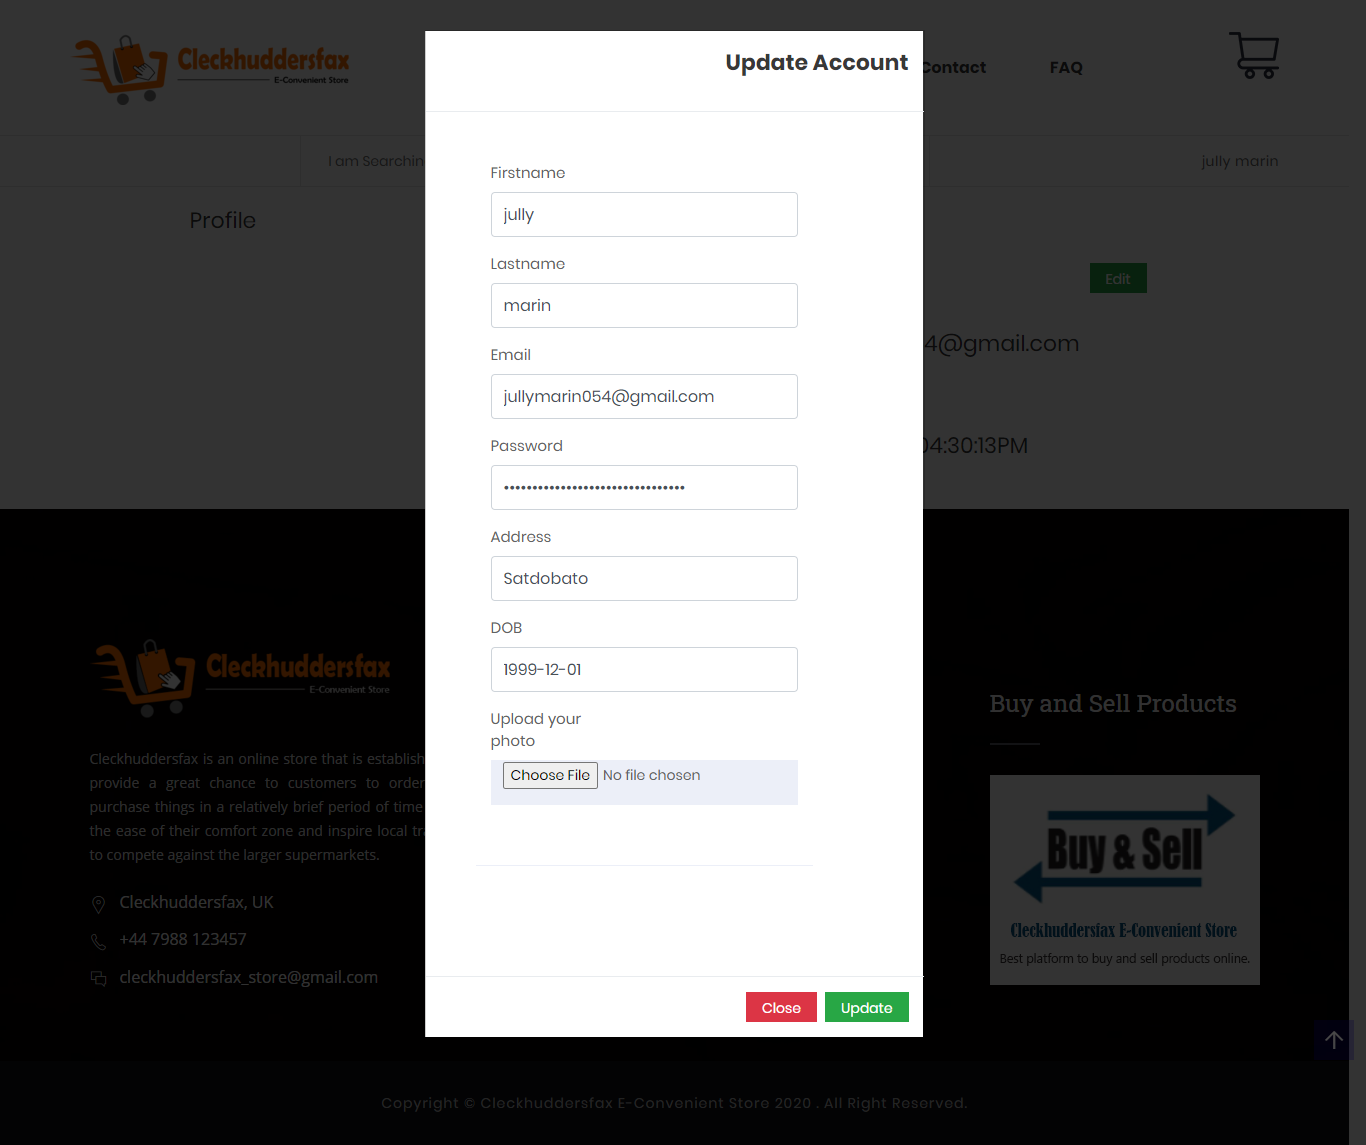 Cleckhuddersfax
E-Convenient Store
Update Account
Contact
FAQ
I am Searchin
jully marin
Profile
Edit
4@gmail.com
04:30:13PM
Firstname
jully
Lastname
marin
Email
jullymarin054@gmail.com
Password
••••••••••••••••••••••••••••••••
Address
Satdobato
DOB
1999-12-01
Upload your
photo
Choose File No file chosen
Close
Update
Cleckhuddersfax
E-Convenient Store
Cleckhuddersfax is an online store that is establish
provide a great chance to customers to order
purchase things in a relatively brief period of time
the ease of their comfort zone and inspire local tra
to compete against the larger supermarkets.
Cleckhuddersfax, UK
+44 7988 123457
cleckhuddersfax_store@gmail.com
Buy and Sell Products
Buy & Sell
Cleckhuddersfax E-Convenient Store
Best platform to buy and sell products online.
Copyright © Cleckhuddersfax E-Convenient Store 2020 . All Right Reserved.